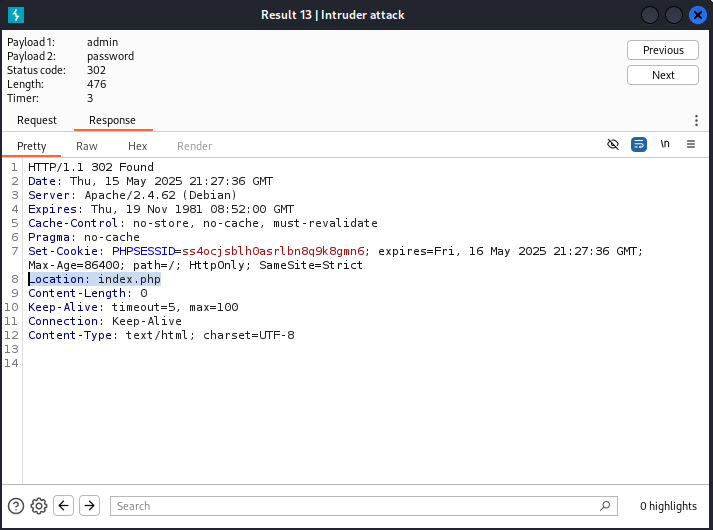 Result 13 | Intruder attack
Payload 1: admin
Payload 2: password
Status code: 302
Length: 476
Timer: 3
Previous
Next
Request Response
Pretty Raw Hex Render
\n
1 HTTP/1.1 302 Found
2 Date: Thu, 15 May 2025 21:27:36 GMT
3 Server: Apache/2.4.62 (Debian)
4 Expires: Thu, 19 Nov 1981 08:52:00 GMT
5 Cache-Control: no-store, no-cache, must-revalidate
6 Pragma: no-cache
7 Set-Cookie: PHPSESSID=ss4ocjsblh0asrlbn8q9k8gmn6; expires=Fri, 16 May 2025 21:27:36 GMT;
Max-Age=86400; path=/; HttpOnly; SameSite=Strict
8 Location: index.php
9 Content-Length: 0
10 Keep-Alive: timeout=5, max=100
11 Connection: Keep-Alive
12 Content-Type: text/html; charset=UTF-8
13
14
Search
0 highlights